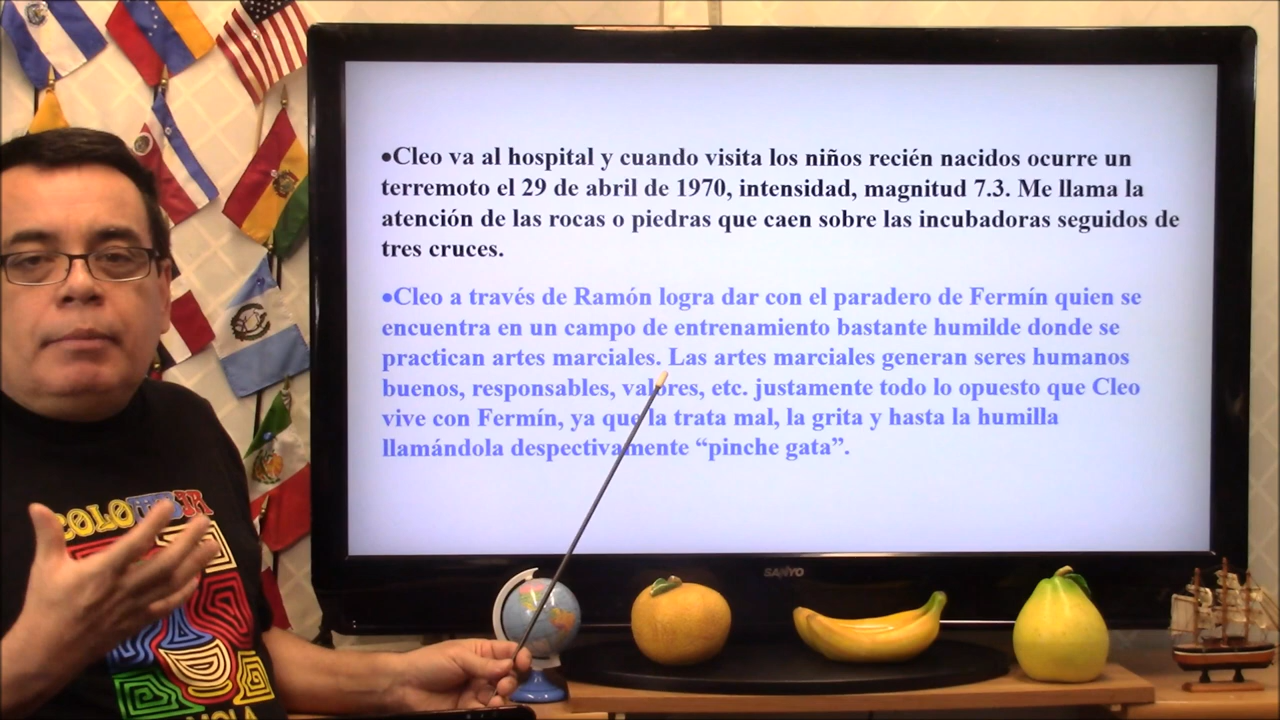 ●Cleo va al hospital y cuando visita los niños recién nacidos ocurre un
terremoto el 29 de abril de 1970, intensidad, magnitud 7.3. Me llama la
atención de las rocas o piedras que caen sobre las incubadoras seguidos de
tres cruces.
●Cleo a través de Ramón logra dar con el paradero de Fermín quien se
encuentra en un campo de entrenamiento bastante humilde donde se
practican artes marciales. Las artes marciales generan seres humanos
buenos, responsables, valores, etc. justamente todo lo opuesto que Cleo
vive con Fermín, ya que la trata mal, la grita y hasta la humilla
llamándola despectivamente “pinche gata”.
SANYO